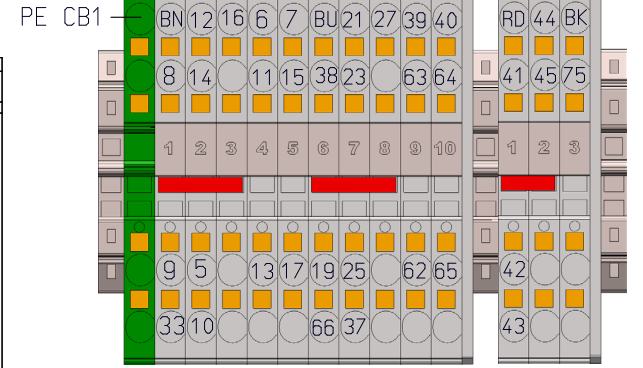 PE CB1 BN 12 16 6 7 BU 21 27 39 40 RD 44 BK
8 14 11 15 38 23 63 64 41 45 75
1 2 3 4 5 6 7 8 9 10 1 2 3
9 5 13 17 19 25 62 65 42
33 10 66 37 43